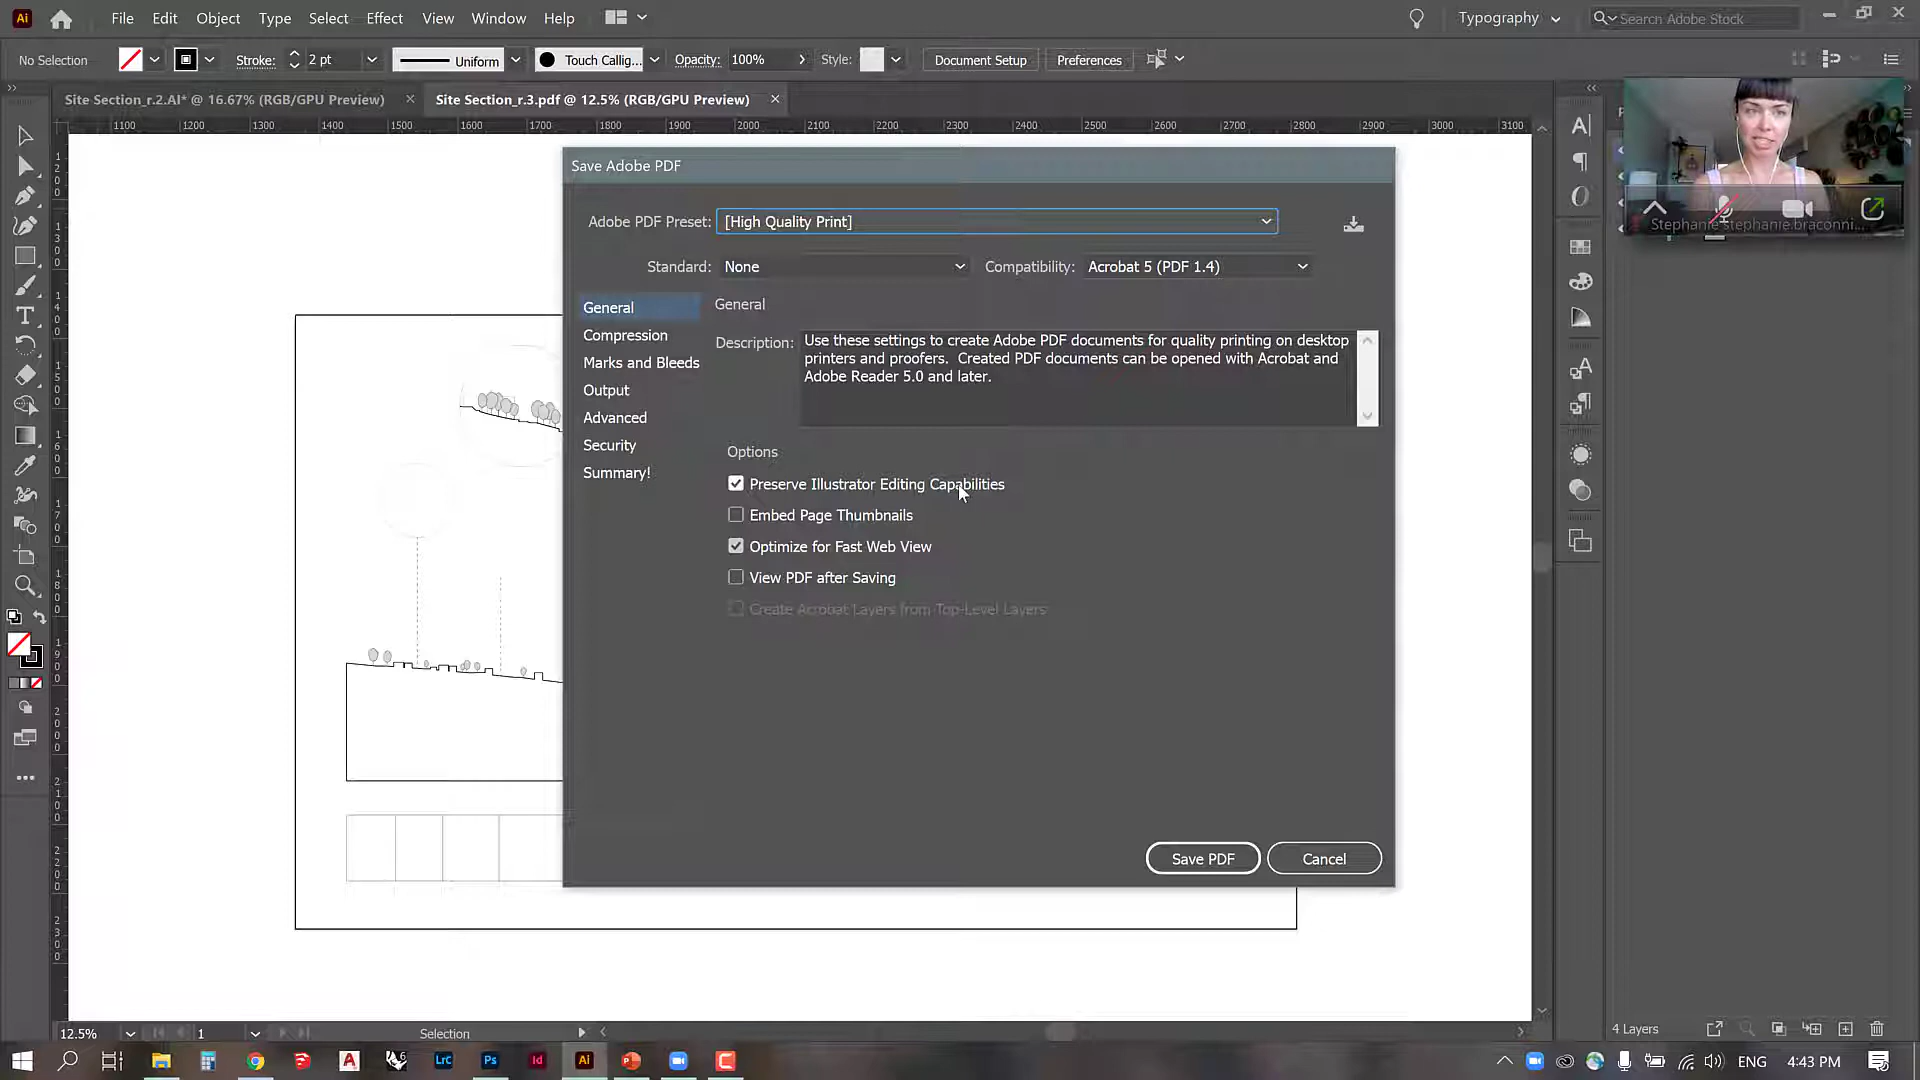 Ai File Edit Object Type Select Effect View Window Help Typography Search Adobe Stock
No Selection Stroke: 2 pt Uniform Touch Callig... Opacity: 100% Style: Document Setup Preferences
Site Section_r.2.AI* @ 16.67% (RGB/GPU Preview) Site Section_r.3.pdf @ 12.5% (RGB/GPU Preview)
1100 1200 1300 1400 1500 1600 1700 1800 1900 2000 2100 2200 2300 2400 2500 2600 2700 2800 2900 3000 3100
Save Adobe PDF
Stephanie stephanie.braconni...
Adobe PDF Preset: [High Quality Print]
Standard: None Compatibility: Acrobat 5 (PDF 1.4)
General
Compression
Marks and Bleeds
Output
Advanced
Security
Summary!
General
Description: Use these settings to create Adobe PDF documents for quality printing on desktop
printers and proofers. Created PDF documents can be opened with Acrobat and
Adobe Reader 5.0 and later.
Options
Preserve Illustrator Editing Capabilities
Embed Page Thumbnails
Optimize for Fast Web View
View PDF after Saving
Create Acrobat Layers from Top-Level Layers
Save PDF Cancel
12.5% 1 Selection 4 Layers
LrC Ps Id Ai ENG 4:43 PM